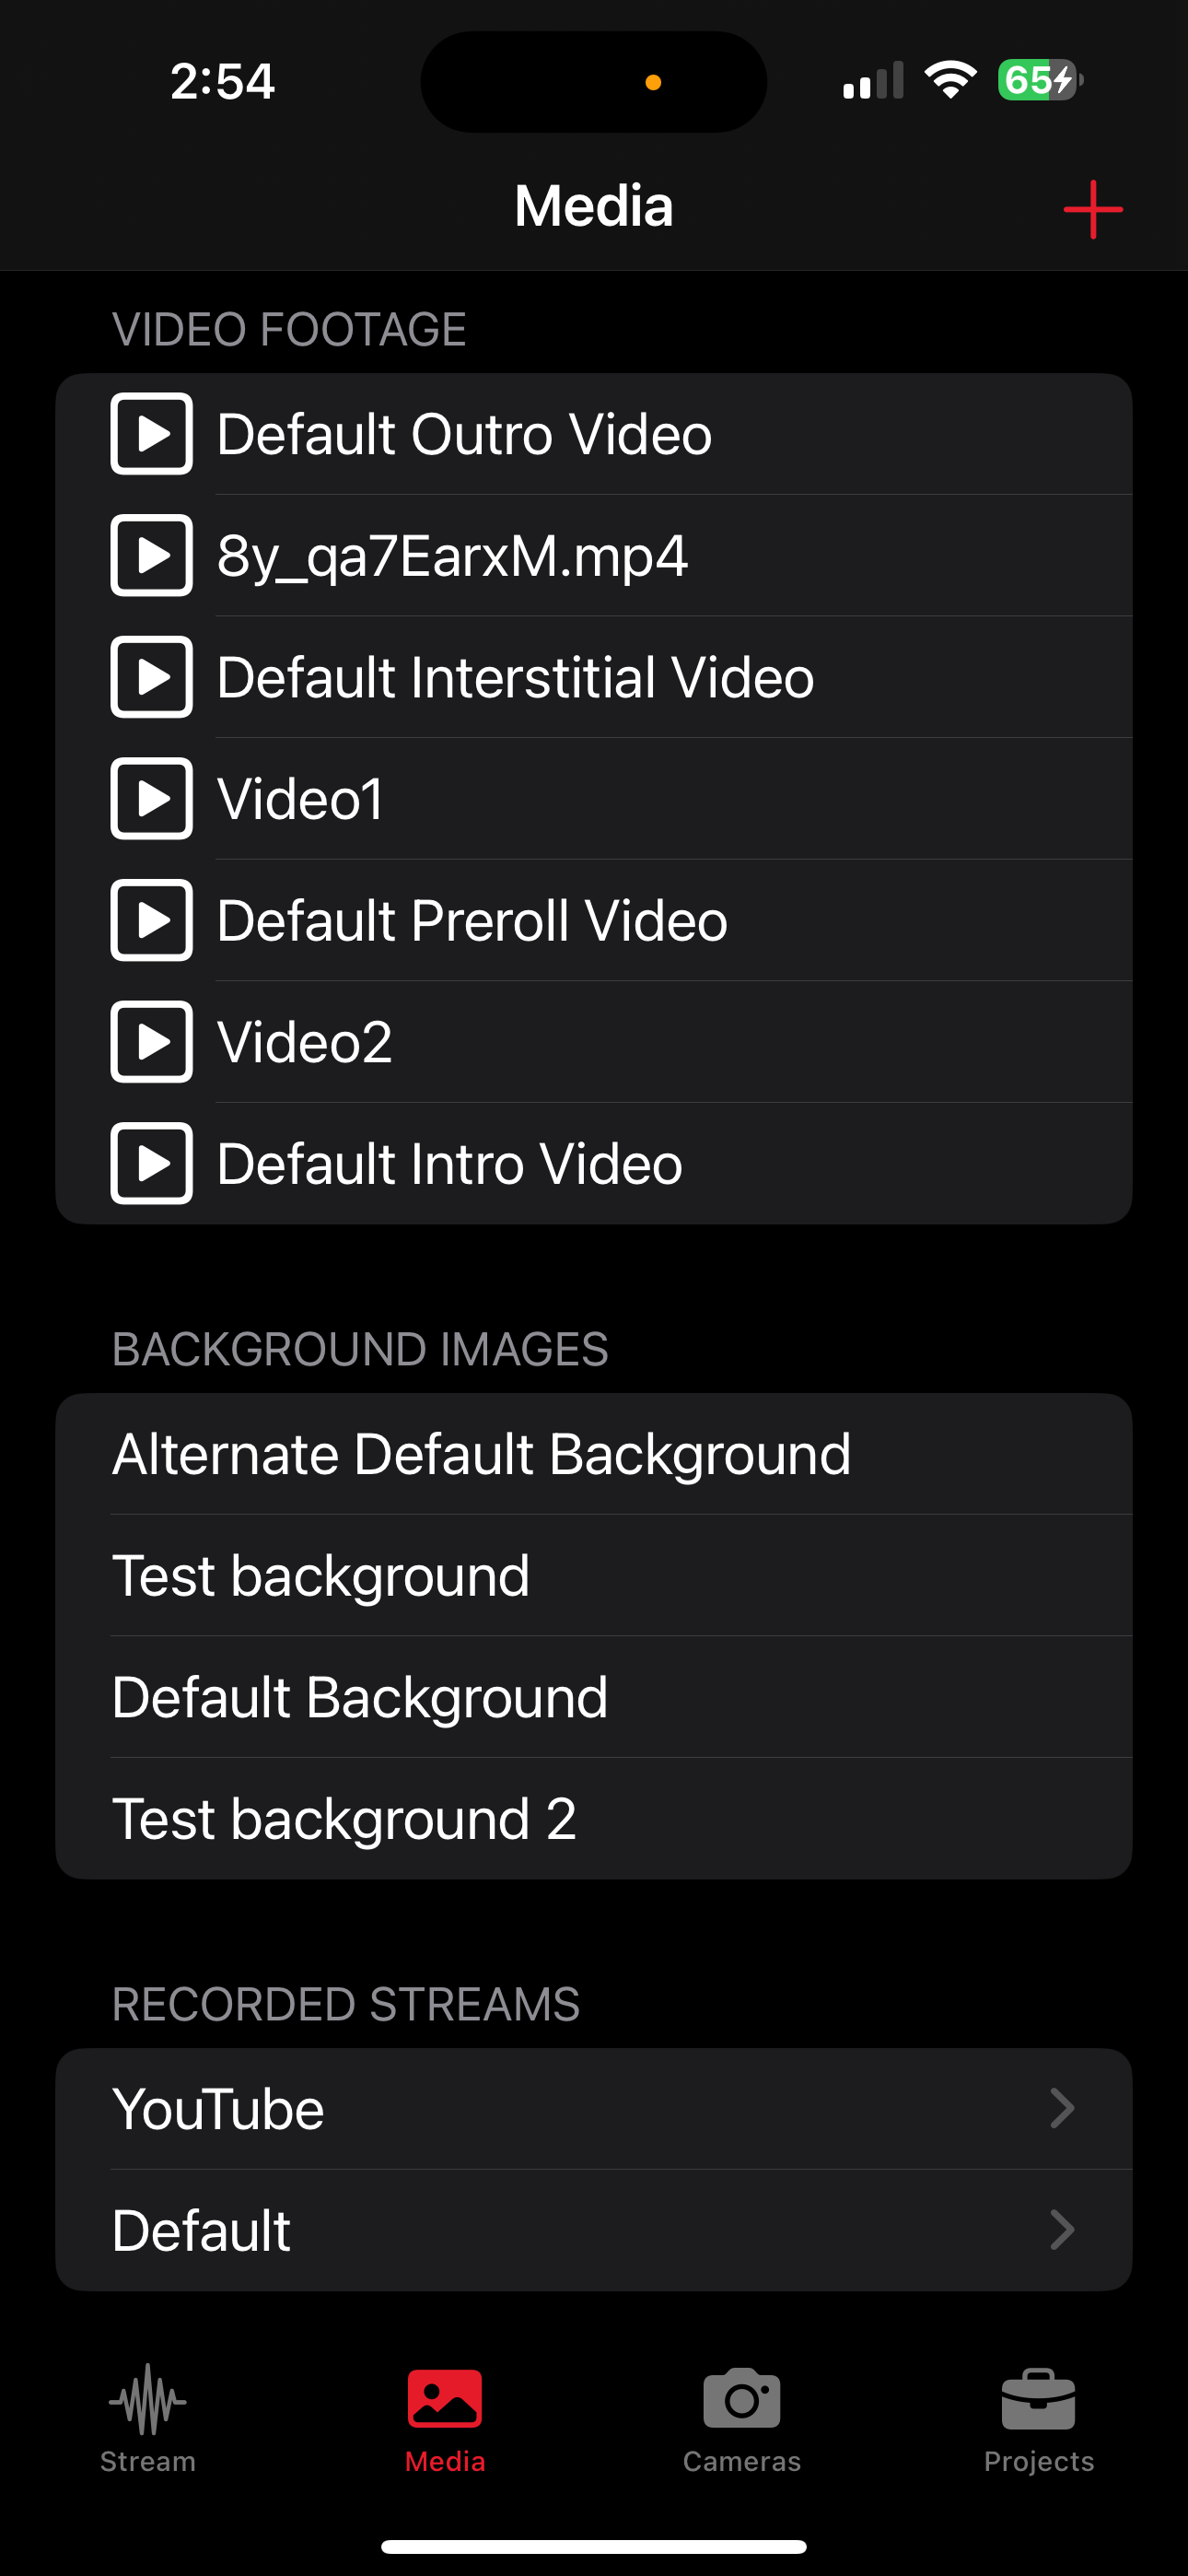 2:54
65
Media
VIDEO FOOTAGE
Default Outro Video
8y_qa7EarxM.mp4
Default Interstitial Video
Video1
Default Preroll Video
Video2
Default Intro Video
BACKGROUND IMAGES
Alternate Default Background
Test background
Default Background
Test background 2
RECORDED STREAMS
YouTube
Default
Stream
Media
Cameras
Projects